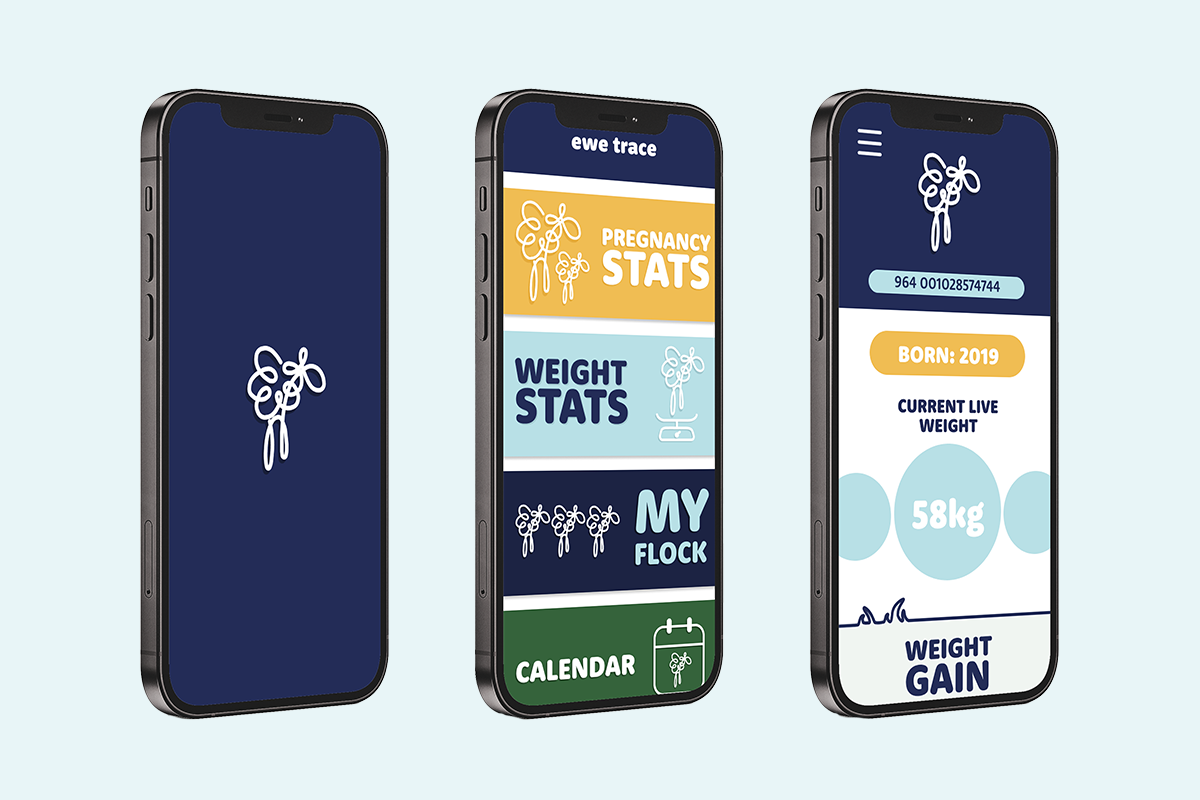 ewe trace
PREGNANCY
STATS
WEIGHT
STATS
MY
FLOCK
CALENDAR
964 001028574744
BORN: 2019
CURRENT LIVE
WEIGHT
58kg
WEIGHT
GAIN